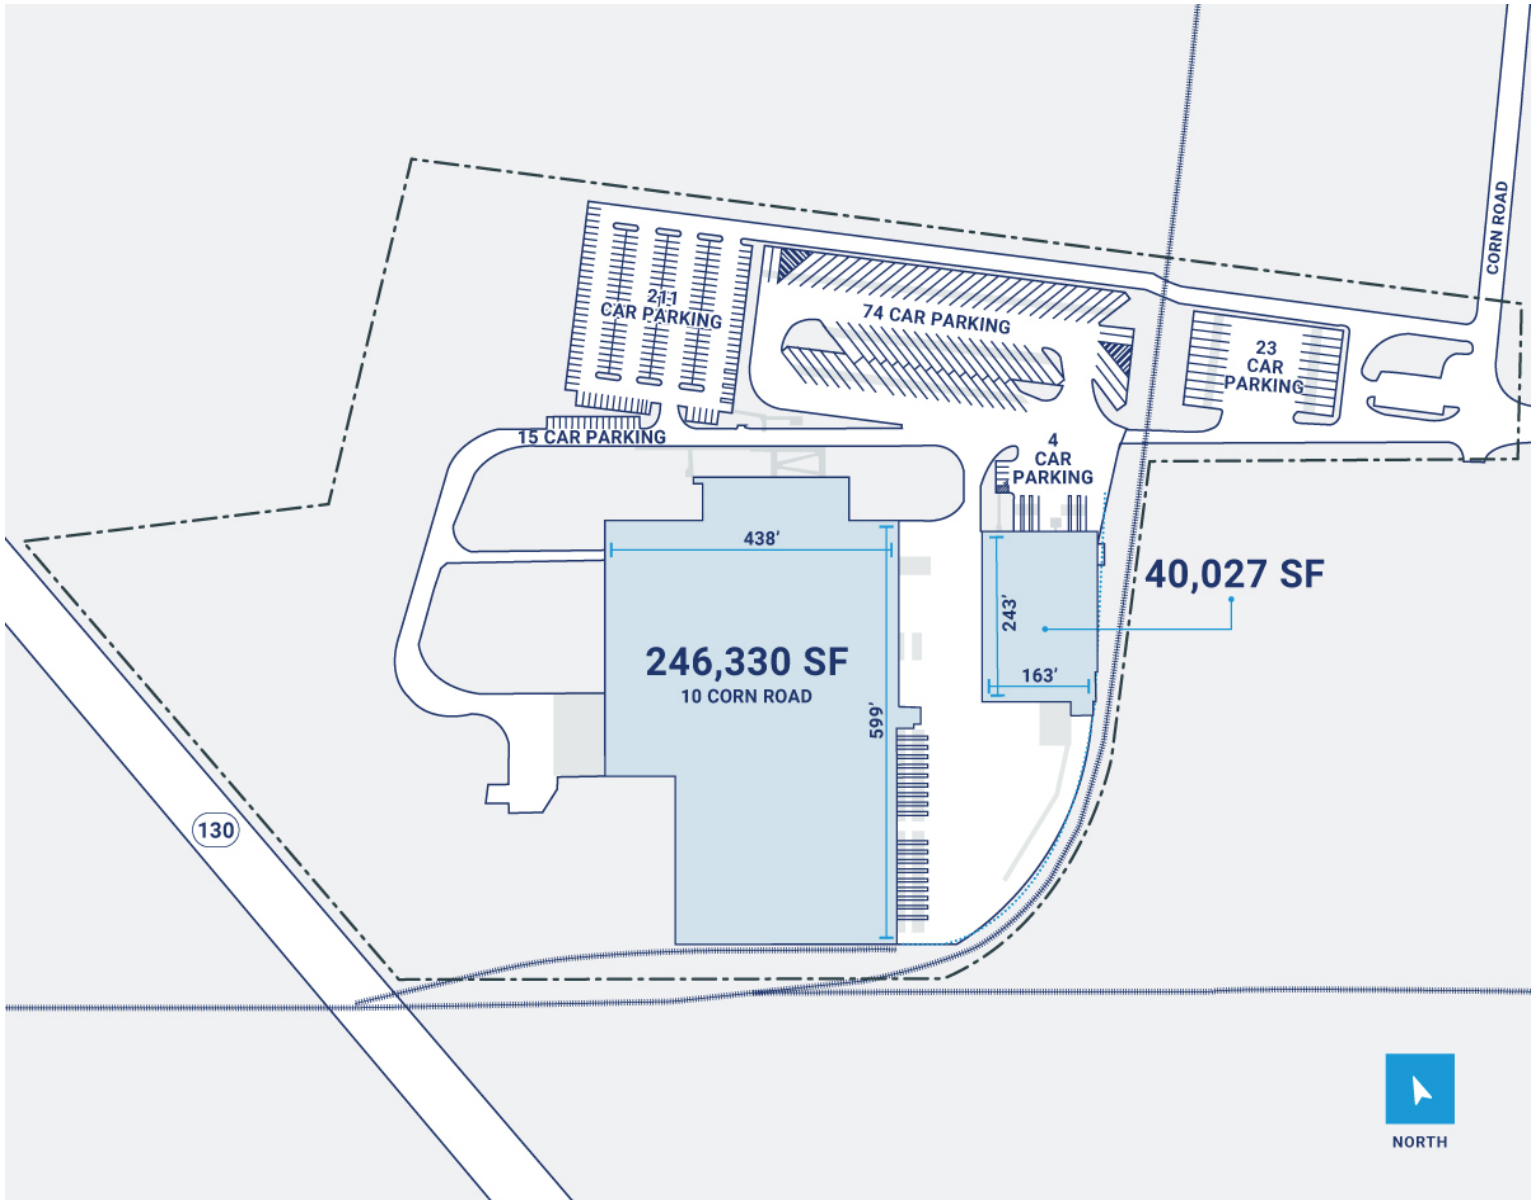 CORN ROAD
211
CAR PARKING
74 CAR PARKING
23
CAR
PARKING
15 CAR PARKING
4
CAR
PARKING
438’
40,027 SF
243’
246,330 SF
10 CORN ROAD
163’
599’
130
NORTH